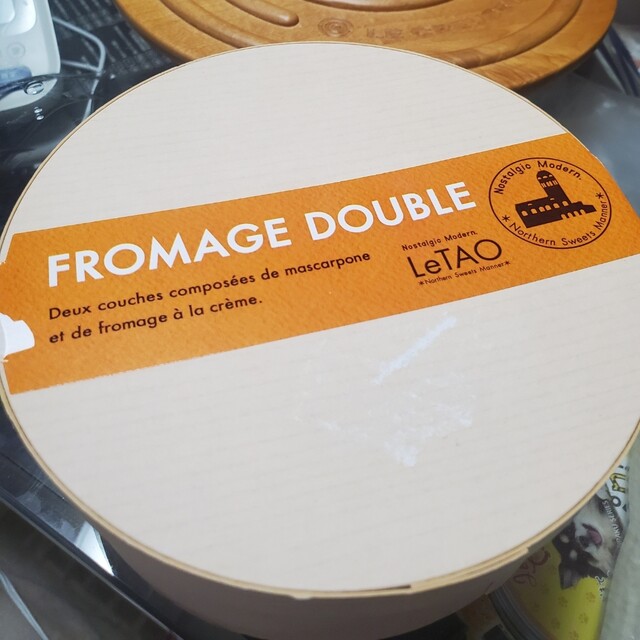 FROMAGE DOUBLE
Deux couches composées de mascarpone
et de fromage à la crème.
Nostalgic Modern.
LeTAO
*Northern Sweets Manner*
Nostalgic Modern.
* Northern Sweets Manner *